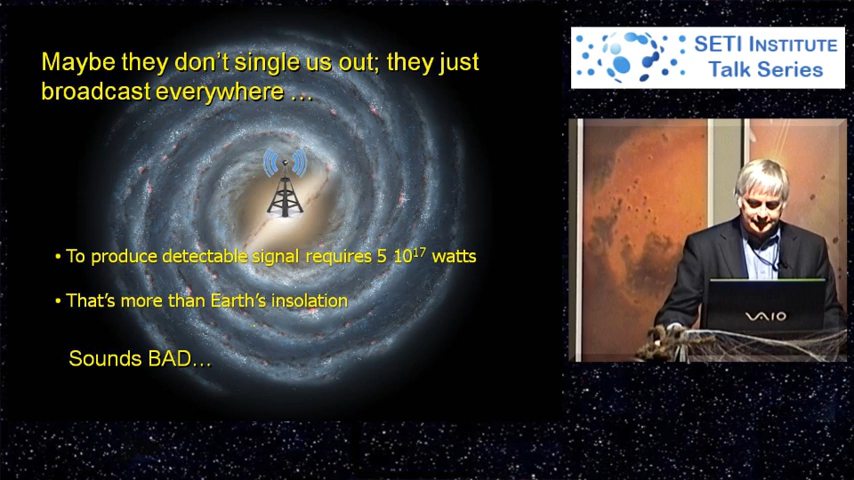 Maybe they don't single us out; they just
broadcast everywhere …
• To produce detectable signal requires 5 10¹⁷ watts
• That's more than Earth's insolation
Sounds BAD…
SETI INSTITUTE
Talk Series
VAIO